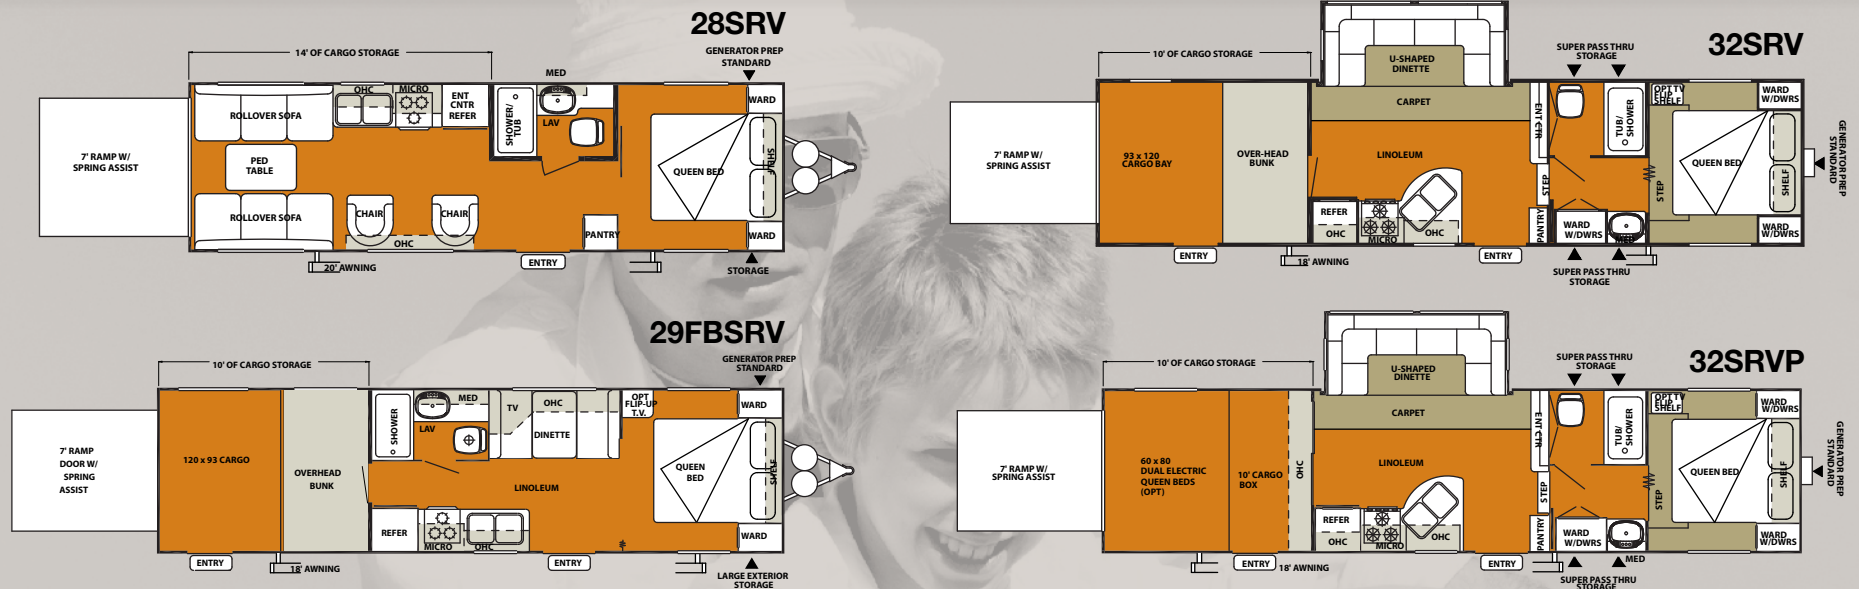 28SRV
14' OF CARGO STORAGE
GENERATOR PREP
STANDARD
MED
OHC
MICRO
ENT
CNTR
REFER
SHOWER/
TUB
LAV
WARD
ROLLOVER SOFA
7' RAMP W/
SPRING ASSIST
PED
TABLE
QUEEN BED
SHELF
ROLLOVER SOFA
CHAIR
CHAIR
OHC
PANTRY
WARD
20' AWNING
ENTRY
STORAGE
32SRV
10' OF CARGO STORAGE
SUPER PASS THRU
STORAGE
U-SHAPED
DINETTE
CARPET
ENT CTR
TUB/
SHOWER
OPT TV
FLIP
SHELF
WARD
W/DWRS
7' RAMP W/
SPRING ASSIST
93 x 120
CARGO BAY
OVER-HEAD
BUNK
LINOLEUM
STEP
STEP
QUEEN BED
SHELF
GENERATOR PREP
STANDARD
REFER
OHC
MICRO
OHC
PANTRY
WARD
W/DWRS
MED
WARD
W/DWRS
ENTRY
18' AWNING
ENTRY
SUPER PASS THRU
STORAGE
29FBSRV
10' OF CARGO STORAGE
GENERATOR PREP
STANDARD
SHOWER
MED
LAV
TV
OHC
DINETTE
OPT
FLIP-UP
T.V.
WARD
7' RAMP
DOOR W/
SPRING
ASSIST
120 x 93 CARGO
OVERHEAD
BUNK
LINOLEUM
QUEEN
BED
SHELF
REFER
MICRO
OHC
WARD
ENTRY
18' AWNING
ENTRY
LARGE EXTERIOR
STORAGE
32SRVP
10' OF CARGO STORAGE
SUPER PASS THRU
STORAGE
U-SHAPED
DINETTE
CARPET
ENT CTR
TUB/
SHOWER
OPT TV
FLIP
SHELF
WARD
W/DWRS
7' RAMP W/
SPRING ASSIST
60 x 80
DUAL ELECTRIC
QUEEN BEDS
(OPT)
10' CARGO
BOX
OHC
LINOLEUM
STEP
STEP
QUEEN BED
SHELF
GENERATOR PREP
STANDARD
REFER
OHC
MICRO
OHC
PANTRY
WARD
W/DWRS
MED
WARD
W/DWRS
ENTRY
18' AWNING
ENTRY
SUPER PASS THRU
STORAGE